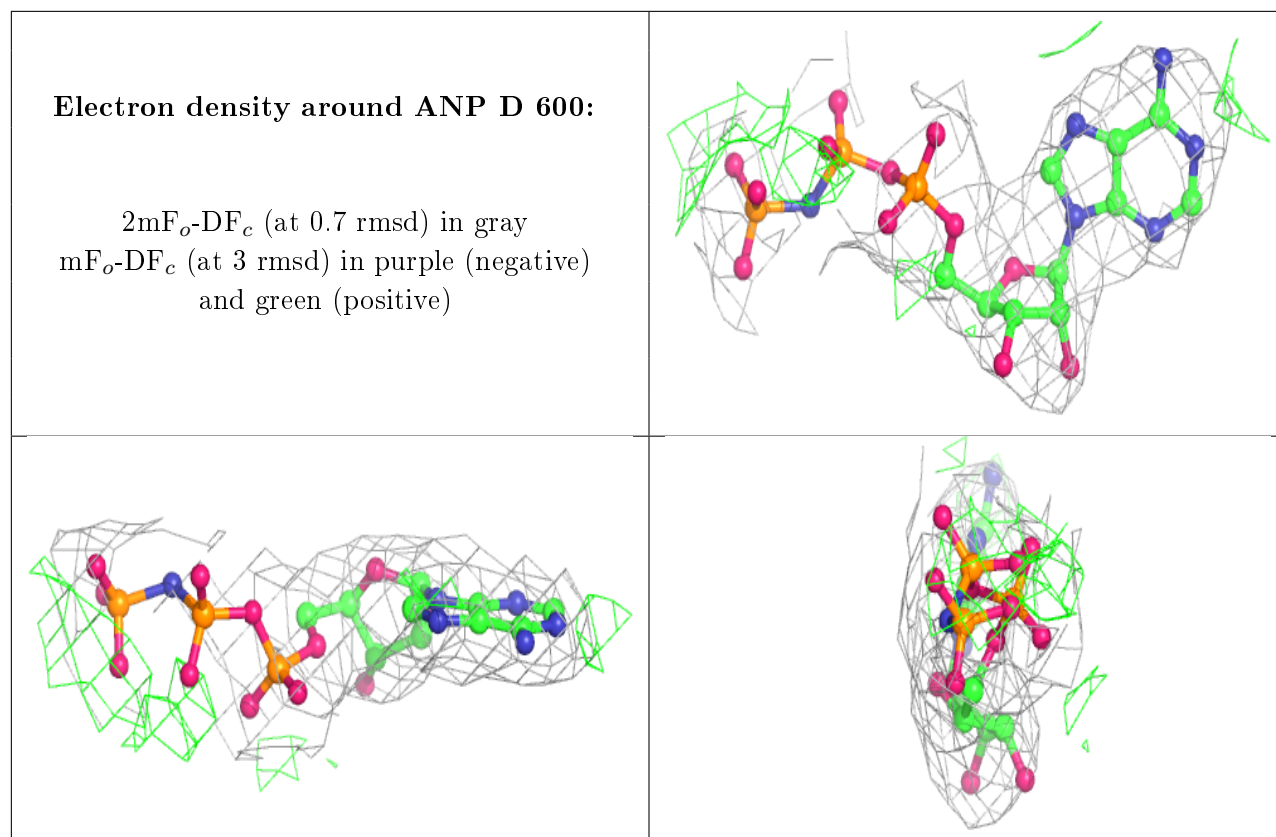 Electron density around ANP D 600:
2mFo-DFc (at 0.7 rmsd) in gray
mFo-DFc (at 3 rmsd) in purple (negative)
and green (positive)